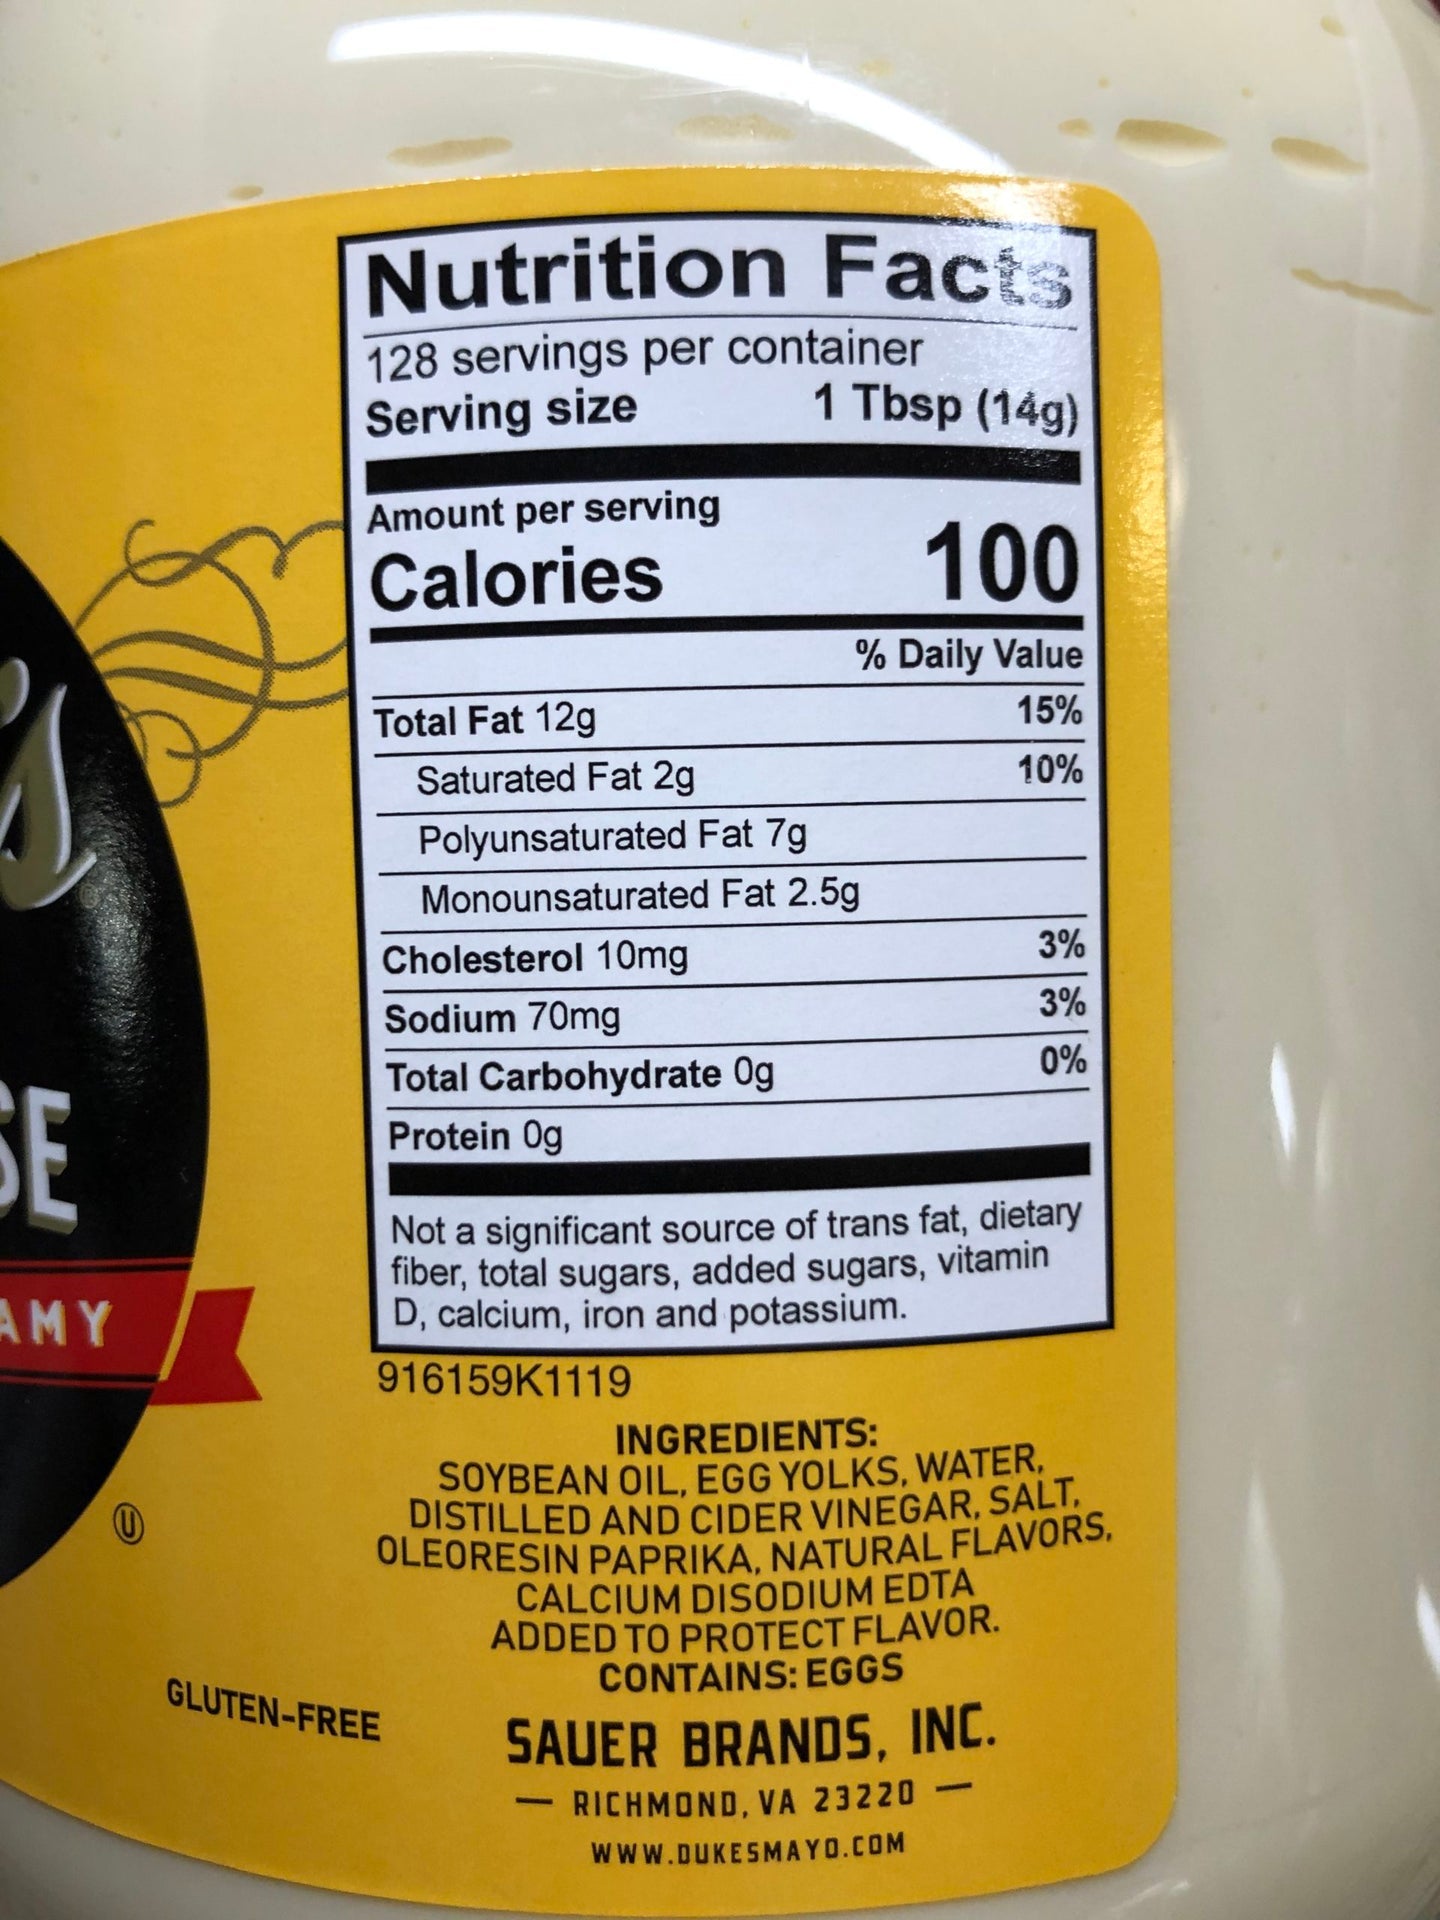 Nutrition Facts
128 servings per container
Serving size 1 Tbsp (14g)
Amount per serving
Calories 100
% Daily Value
Total Fat 12g 15%
Saturated Fat 2g 10%
Polyunsaturated Fat 7g
Monounsaturated Fat 2.5g
Cholesterol 10mg 3%
Sodium 70mg 3%
Total Carbohydrate 0g 0%
Protein 0g
Not a significant source of trans fat, dietary
fiber, total sugars, added sugars, vitamin
D, calcium, iron and potassium.
916159K1119
INGREDIENTS:
SOYBEAN OIL, EGG YOLKS, WATER,
DISTILLED AND CIDER VINEGAR, SALT,
OLEORESIN PAPRIKA, NATURAL FLAVORS,
CALCIUM DISODIUM EDTA
ADDED TO PROTECT FLAVOR.
CONTAINS: EGGS
SAUER BRANDS, INC.
— RICHMOND, VA 23220 —
WWW.DUKESMAYO.COM
's
SE
AMY
U
GLUTEN-FREE